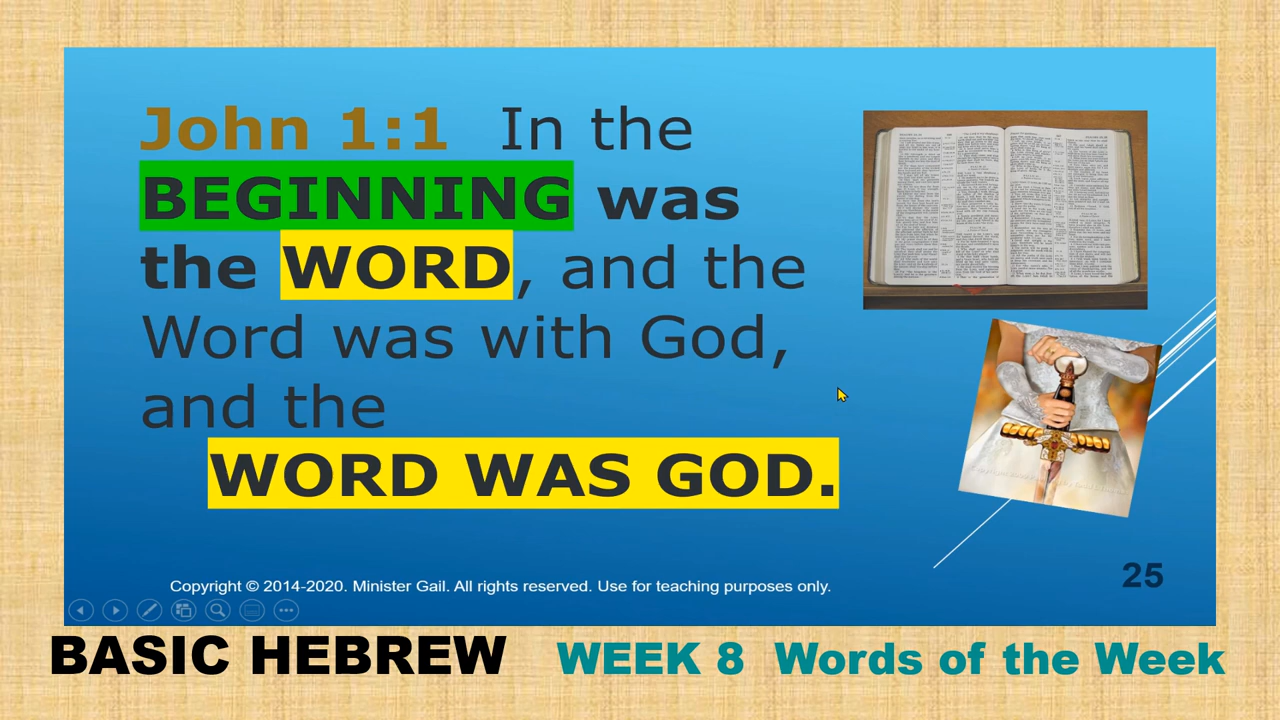 John 1:1 In the
BEGINNING was
the WORD, and the
Word was with God,
and the
WORD WAS GOD.
Copyright © 2014-2020. Minister Gail. All rights reserved. Use for teaching purposes only.
25
BASIC HEBREW WEEK 8 Words of the Week